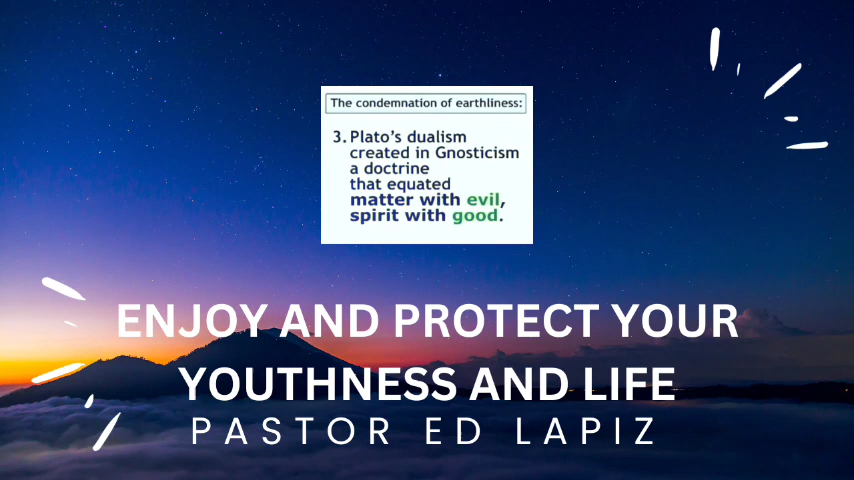 The condemnation of earthliness:
3. Plato's dualism
created in Gnosticism
a doctrine
that equated
matter with evil,
spirit with good.
ENJOY AND PROTECT YOUR
YOUTHNESS AND LIFE
PASTOR ED LAPIZ